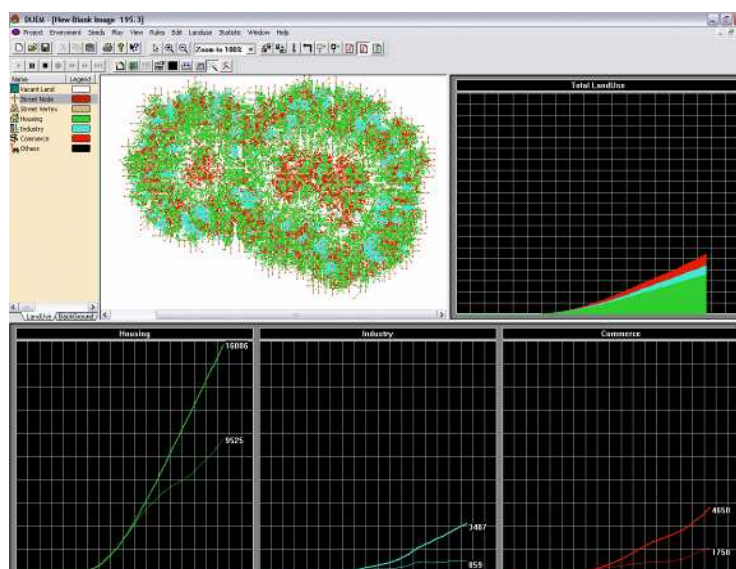 DUEM - [New Blank image 195.3]
Project Enviroment Seeds Play View Rules Edit Landuse Statistic Window Help
Zoom to 100%
Name Legend
Vacant Land
Street Node
Street Vertex
Housing
Industry
Commerce
Others
LandUse BackGround
Total LandUse
Housing
16086
9525
Industry
3487
859
Commerce
4650
1750